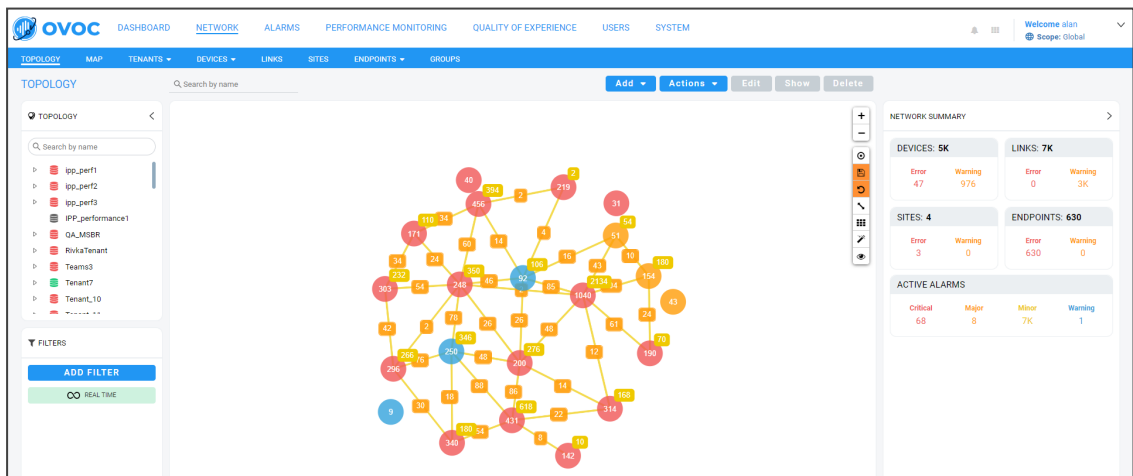 OVOC DASHBOARD NETWORK ALARMS PERFORMANCE MONITORING QUALITY OF EXPERIENCE USERS SYSTEM
Welcome alan
Scope: Global
TOPOLOGY MAP TENANTS DEVICES LINKS SITES ENDPOINTS GROUPS
TOPOLOGY
Search by name
Add Actions Edit Show Delete
TOPOLOGY
Search by name
ipp_perf1
ipp_perf2
ipp_perf3
IPP_performance1
QA_MSBR
RivkaTenant
Teams3
Tenant7
Tenant_10
FILTERS
ADD FILTER
REAL TIME
40
394
2
219
2
456
31
110
34
171
60
14
4
54
51
16
10
180
154
43
24
34
232
303
54
350
248
46
106
92
85
2134
1040
43
24
42
2
78
26
26
48
61
70
190
12
346
250
48
276
200
266
296
18
80
86
14
168
314
9
30
618
431
22
180
54
340
8
10
142
NETWORK SUMMARY
DEVICES: 5K
Error Warning
47 976
LINKS: 7K
Error Warning
0 3K
SITES: 4
Error Warning
3 0
ENDPOINTS: 630
Error Warning
630 0
ACTIVE ALARMS
Critical Major Minor Warning
68 8 7K 1